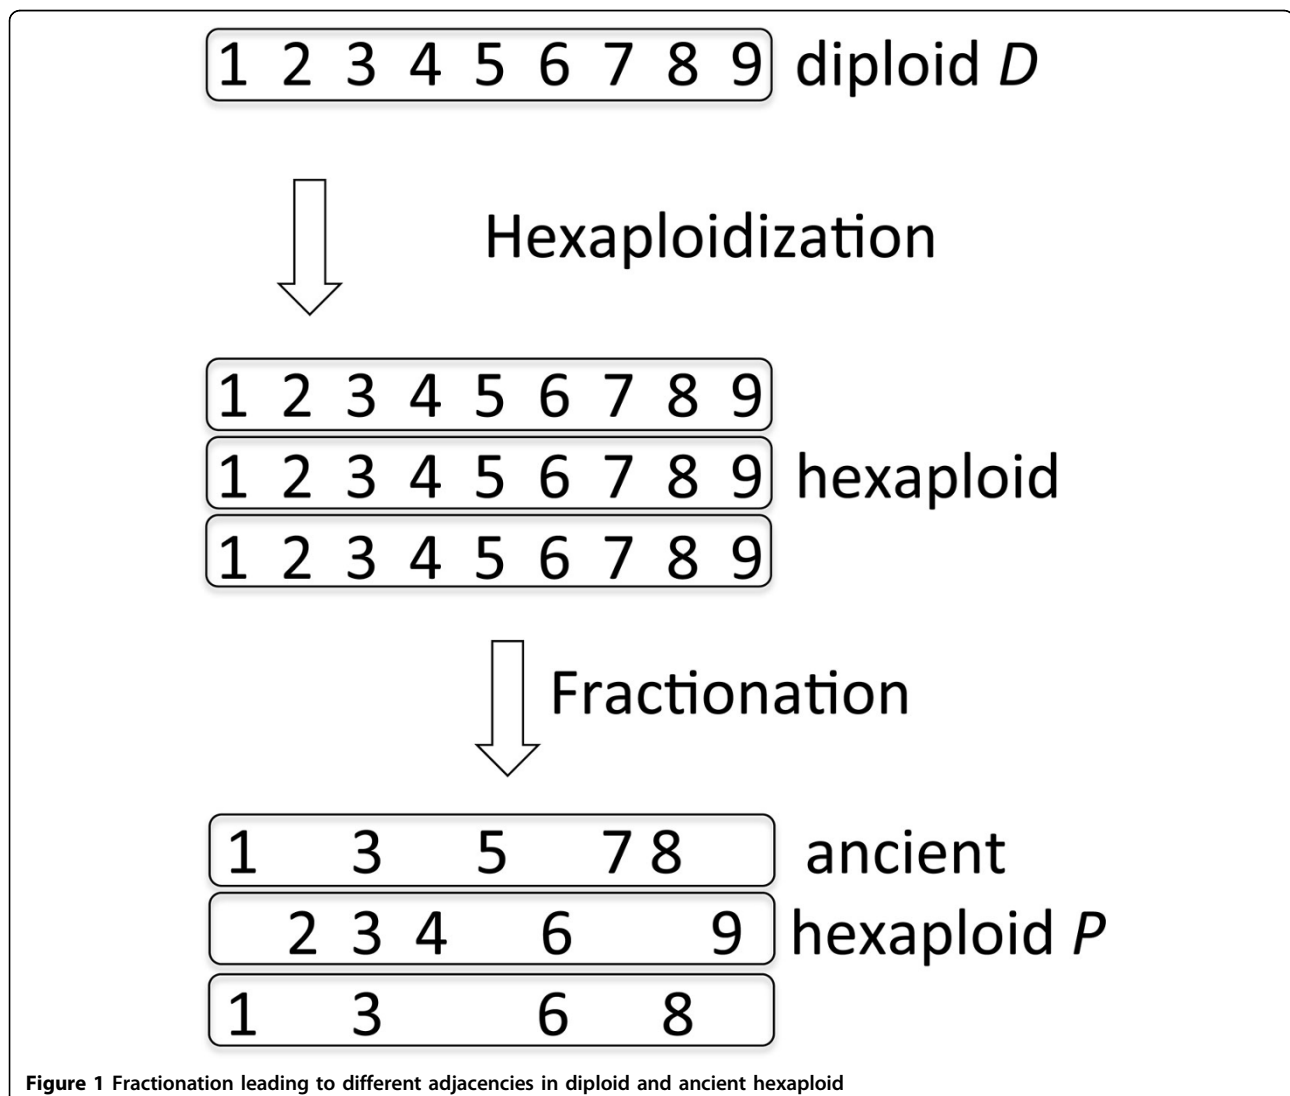 1 2 3 4 5 6 7 8 9 diploid D
Hexaploidization
1 2 3 4 5 6 7 8 9
1 2 3 4 5 6 7 8 9 hexaploid
1 2 3 4 5 6 7 8 9
Fractionation
1 3 5 7 8 ancient
2 3 4 6 9 hexaploid P
1 3 6 8
Figure 1 Fractionation leading to different adjacencies in diploid and ancient hexaploid